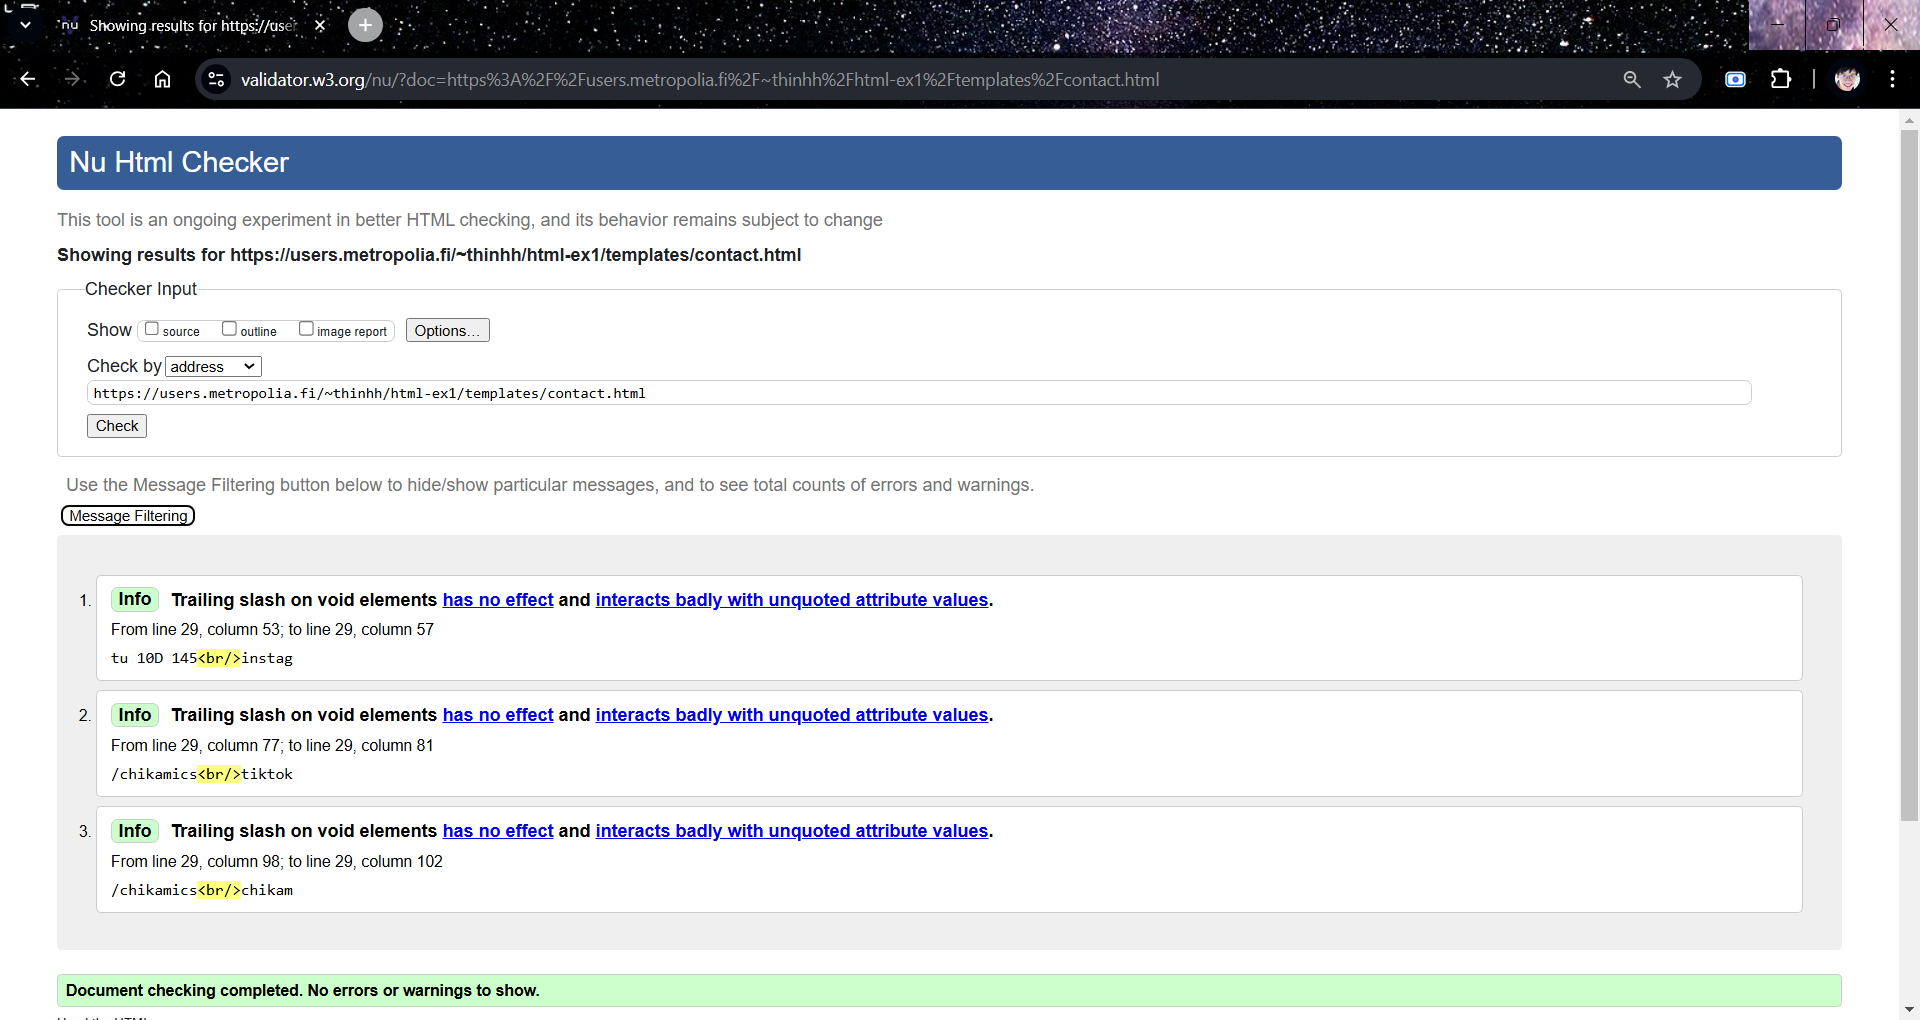 nu Showing results for https://user
validator.w3.org/nu/?doc=https%3A%2F%2Fusers.metropolia.fi%2F~thinhh%2Fhtml-ex1%2Ftemplates%2Fcontact.html
Nu Html Checker
This tool is an ongoing experiment in better HTML checking, and its behavior remains subject to change
Showing results for https://users.metropolia.fi/~thinhh/html-ex1/templates/contact.html
Checker Input
Show source outline image report Options...
Check by address
https://users.metropolia.fi/~thinhh/html-ex1/templates/contact.html
Check
Use the Message Filtering button below to hide/show particular messages, and to see total counts of errors and warnings.
Message Filtering
1. Info Trailing slash on void elements has no effect and interacts badly with unquoted attribute values.
From line 29, column 53; to line 29, column 57
tu 10D 145<br/>instag
2. Info Trailing slash on void elements has no effect and interacts badly with unquoted attribute values.
From line 29, column 77; to line 29, column 81
/chikamics<br/>tiktok
3. Info Trailing slash on void elements has no effect and interacts badly with unquoted attribute values.
From line 29, column 98; to line 29, column 102
/chikamics<br/>chikam
Document checking completed. No errors or warnings to show.